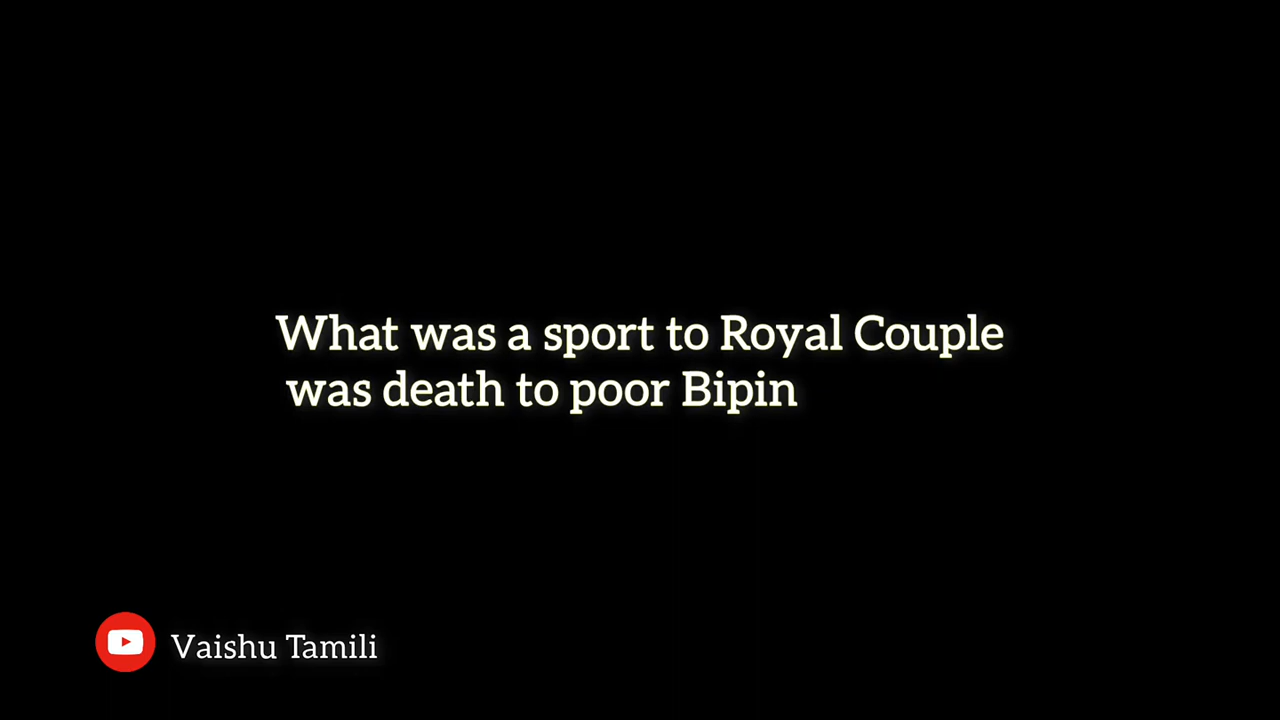 What was a sport to Royal Couple
was death to poor Bipin
Vaishu Tamili